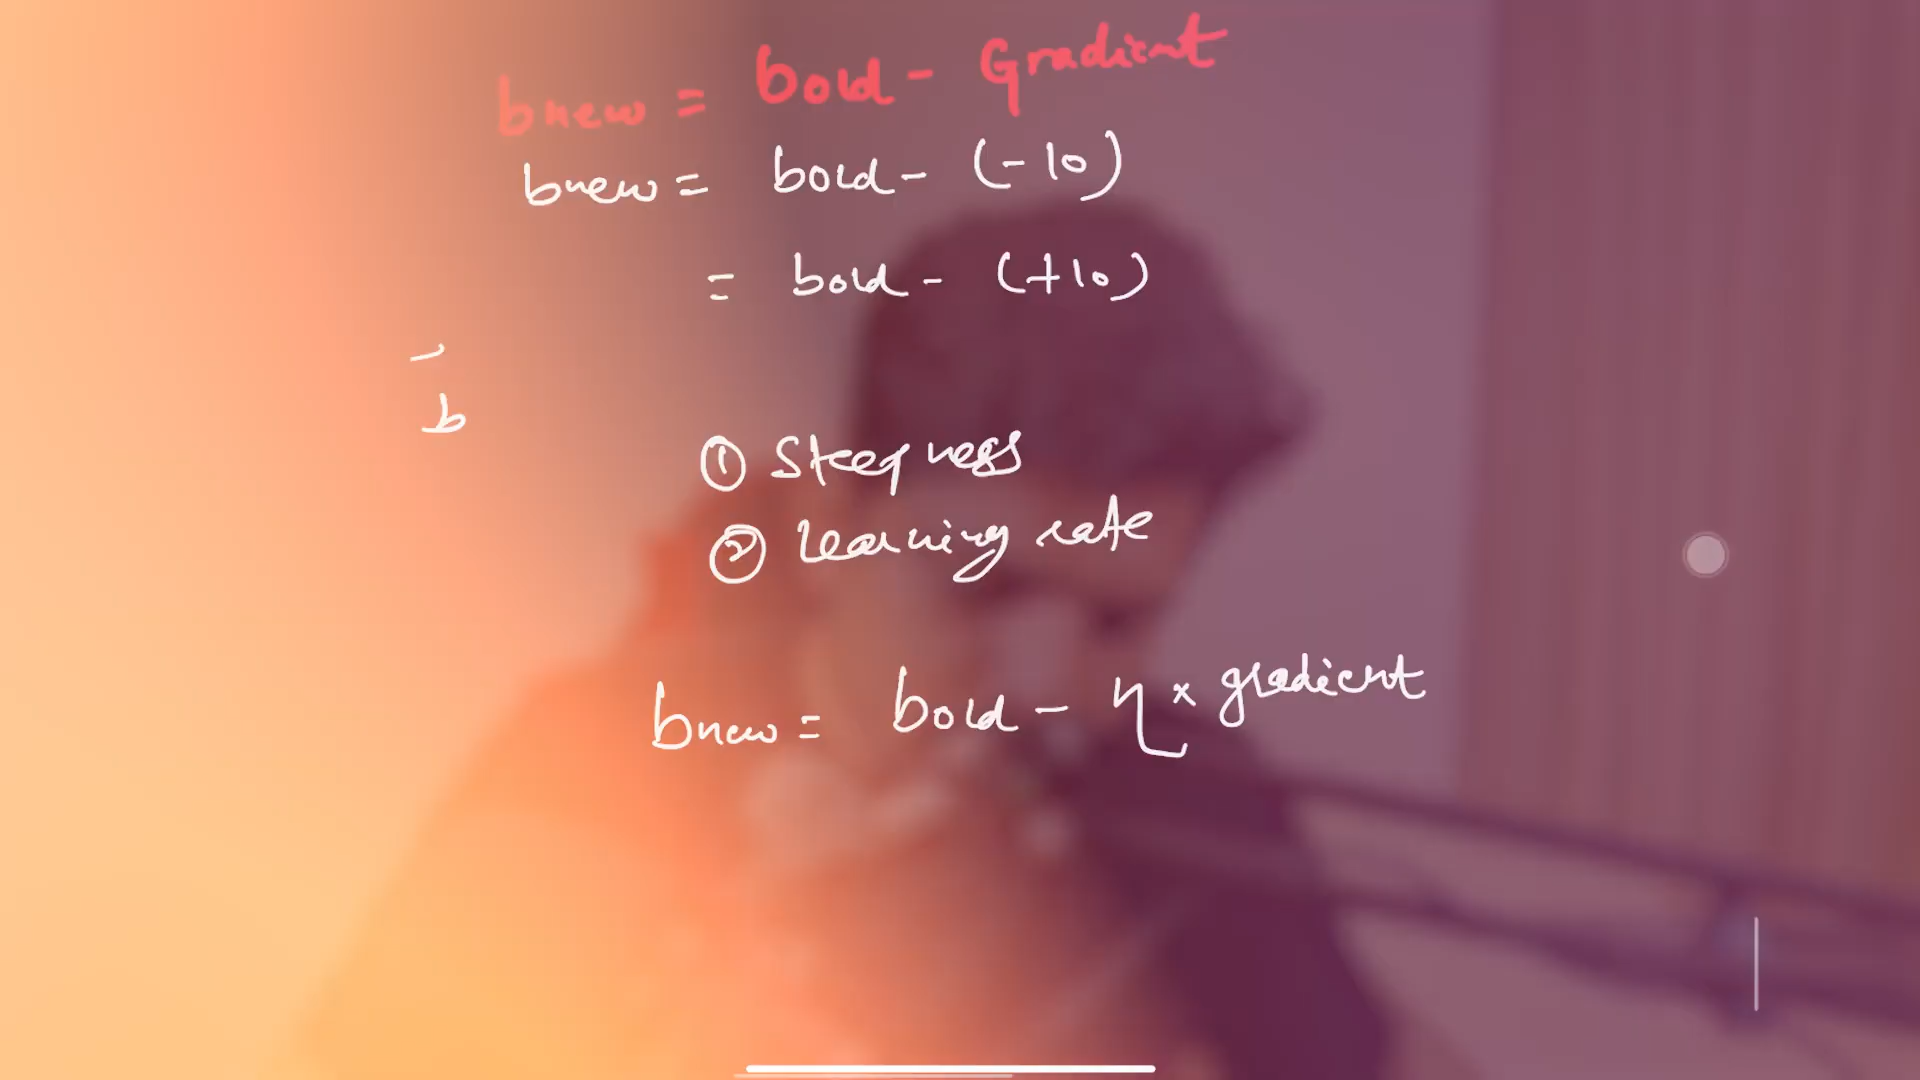 bnew = bold - Gradient
bnew = bold - (-10)
= bold - (+10)
b
① Steepness
② Learning rate
bnew = bold - η × gradient